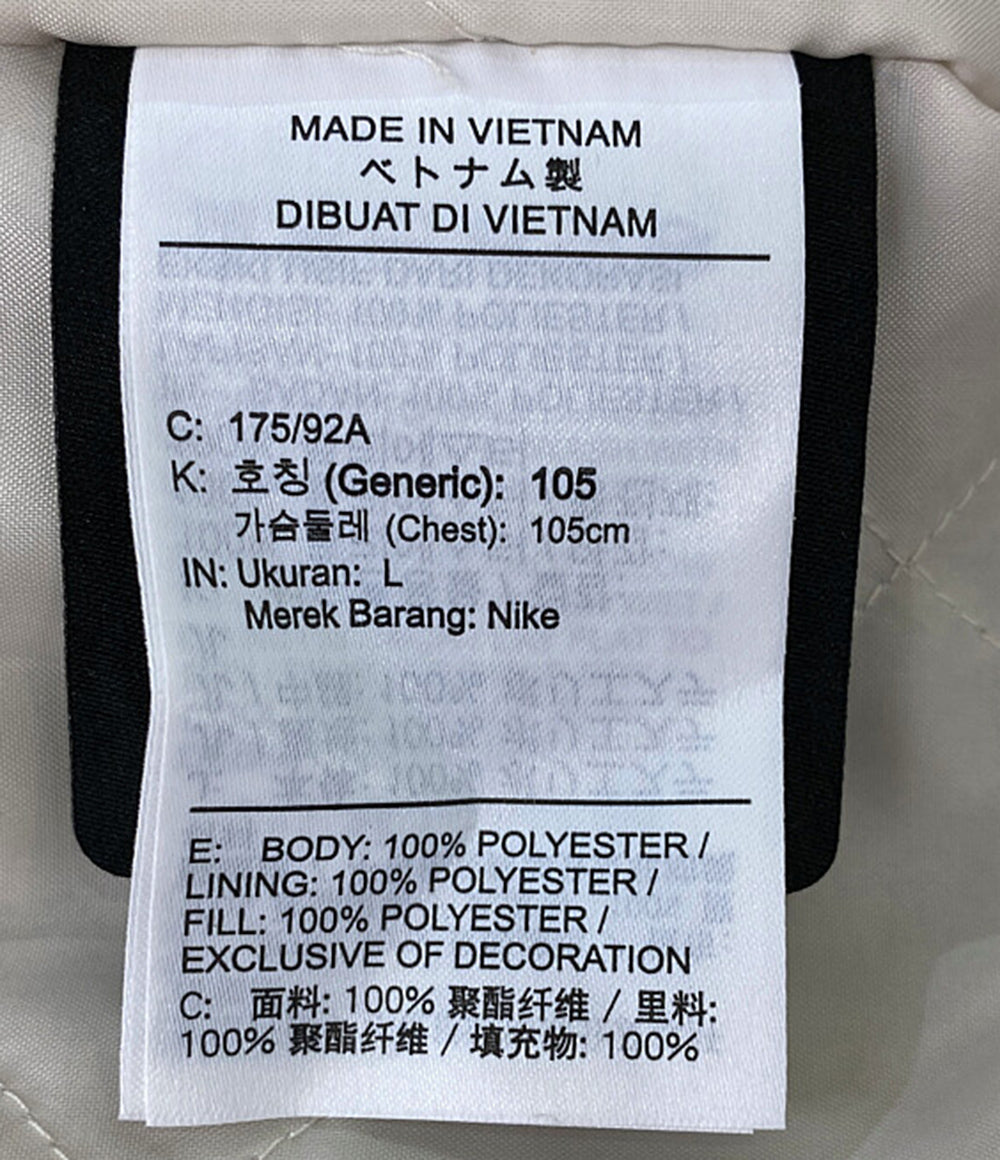 MADE IN VIETNAM
ベトナム製
DIBUAT DI VIETNAM
C: 175/92A
K: 호칭 (Generic): 105
가슴둘레 (Chest): 105cm
IN: Ukuran: L
Merek Barang: Nike
E: BODY: 100% POLYESTER /
LINING: 100% POLYESTER /
FILL: 100% POLYESTER /
EXCLUSIVE OF DECORATION
C: 面料: 100% 聚酯纤维 / 里料:
100% 聚酯纤维 / 填充物: 100%